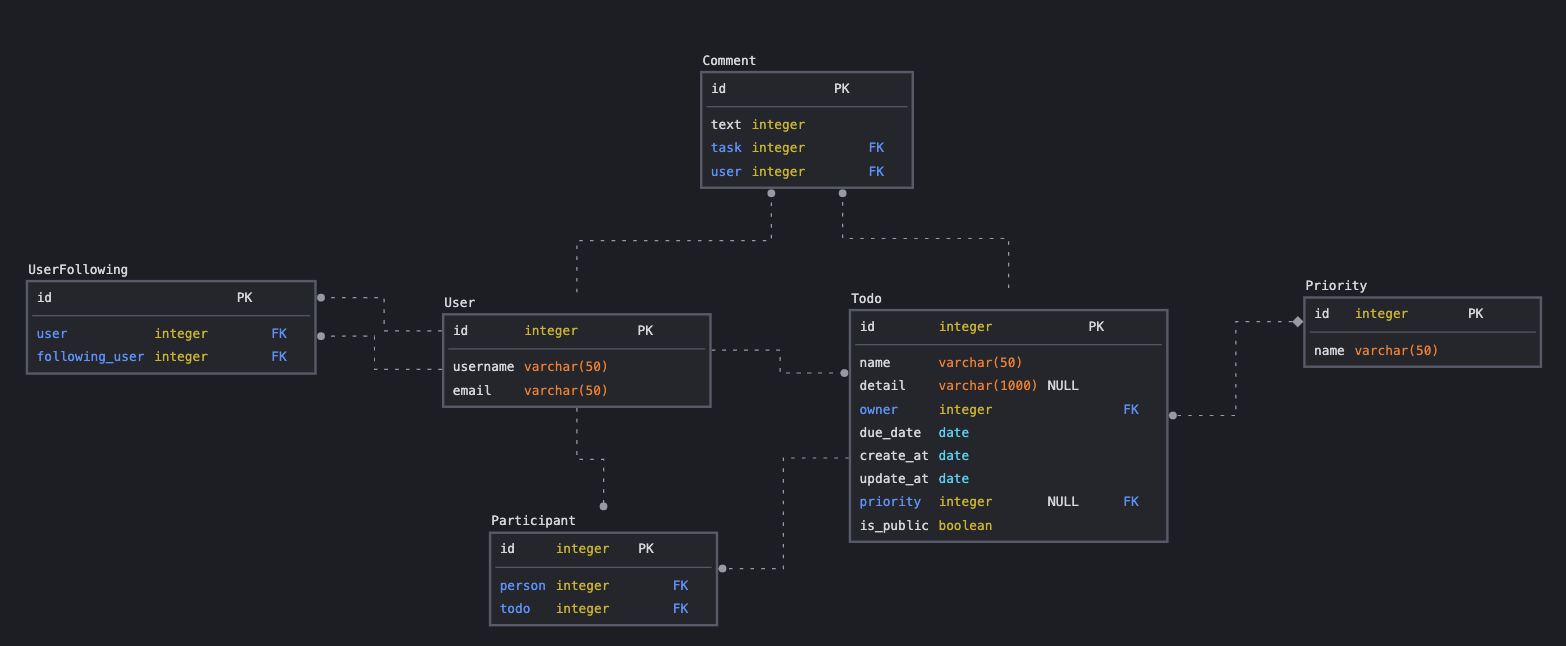 Comment
id PK
text integer
task integer FK
user integer FK
UserFollowing
id PK
user integer FK
following_user integer FK
User
id integer PK
username varchar(50)
email varchar(50)
Todo
id integer PK
name varchar(50)
detail varchar(1000) NULL
owner integer FK
due_date date
create_at date
update_at date
priority integer NULL FK
is_public boolean
Priority
id integer PK
name varchar(50)
Participant
id integer PK
person integer FK
todo integer FK